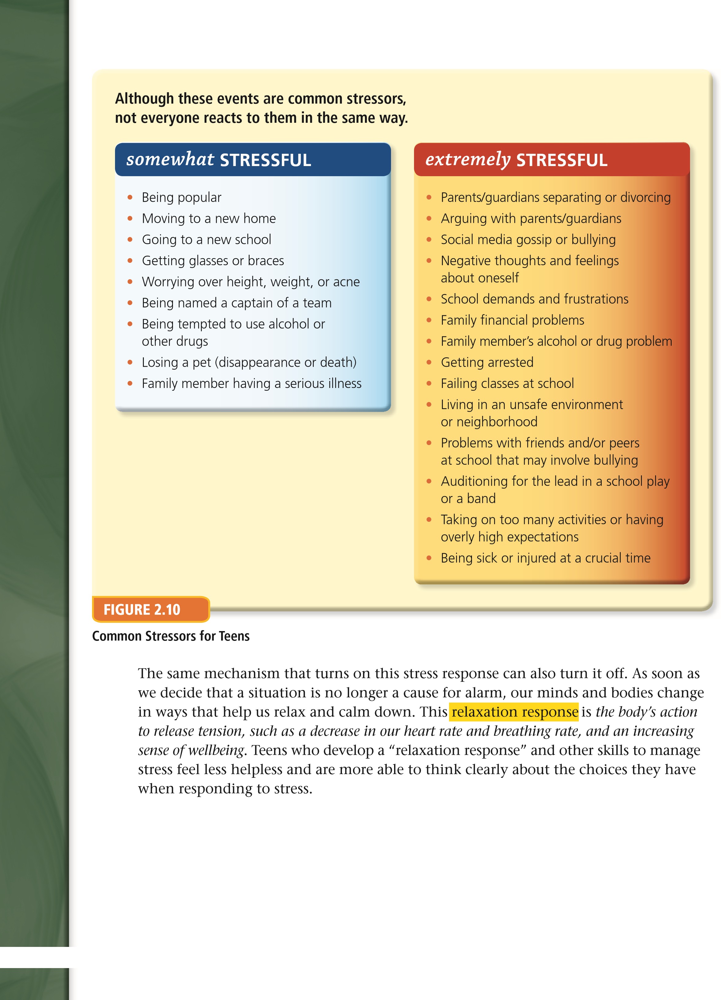 Although these events are common stressors,
not everyone reacts to them in the same way.
somewhat STRESSFUL
• Being popular
• Moving to a new home
• Going to a new school
• Getting glasses or braces
• Worrying over height, weight, or acne
• Being named a captain of a team
• Being tempted to use alcohol or
other drugs
• Losing a pet (disappearance or death)
• Family member having a serious illness
extremely STRESSFUL
• Parents/guardians separating or divorcing
• Arguing with parents/guardians
• Social media gossip or bullying
• Negative thoughts and feelings
about oneself
• School demands and frustrations
• Family financial problems
• Family member’s alcohol or drug problem
• Getting arrested
• Failing classes at school
• Living in an unsafe environment
or neighborhood
• Problems with friends and/or peers
at school that may involve bullying
• Auditioning for the lead in a school play
or a band
• Taking on too many activities or having
overly high expectations
• Being sick or injured at a crucial time
FIGURE 2.10
Common Stressors for Teens
The same mechanism that turns on this stress response can also turn it off. As soon as
we decide that a situation is no longer a cause for alarm, our minds and bodies change
in ways that help us relax and calm down. This relaxation response is the body’s action
to release tension, such as a decrease in our heart rate and breathing rate, and an increasing
sense of wellbeing. Teens who develop a “relaxation response” and other skills to manage
stress feel less helpless and are more able to think clearly about the choices they have
when responding to stress.